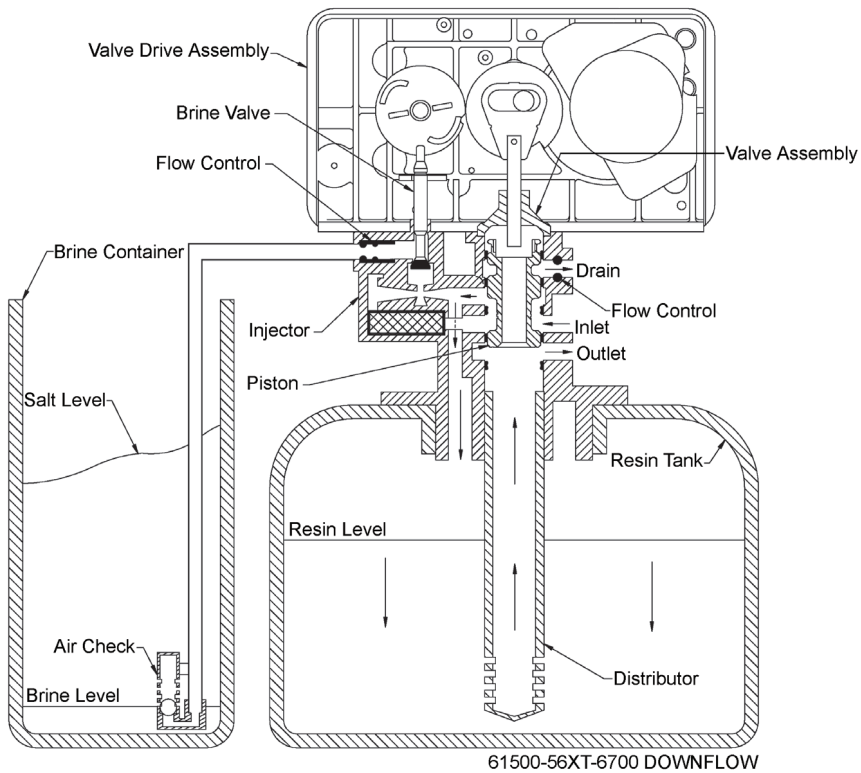 Valve Drive Assembly
Brine Valve
Flow Control
Valve Assembly
Brine Container
Drain
Flow Control
Injector
Inlet
Outlet
Piston
Salt Level
Resin Tank
Resin Level
Air Check
Distributor
Brine Level
61500-56XT-6700 DOWNFLOW